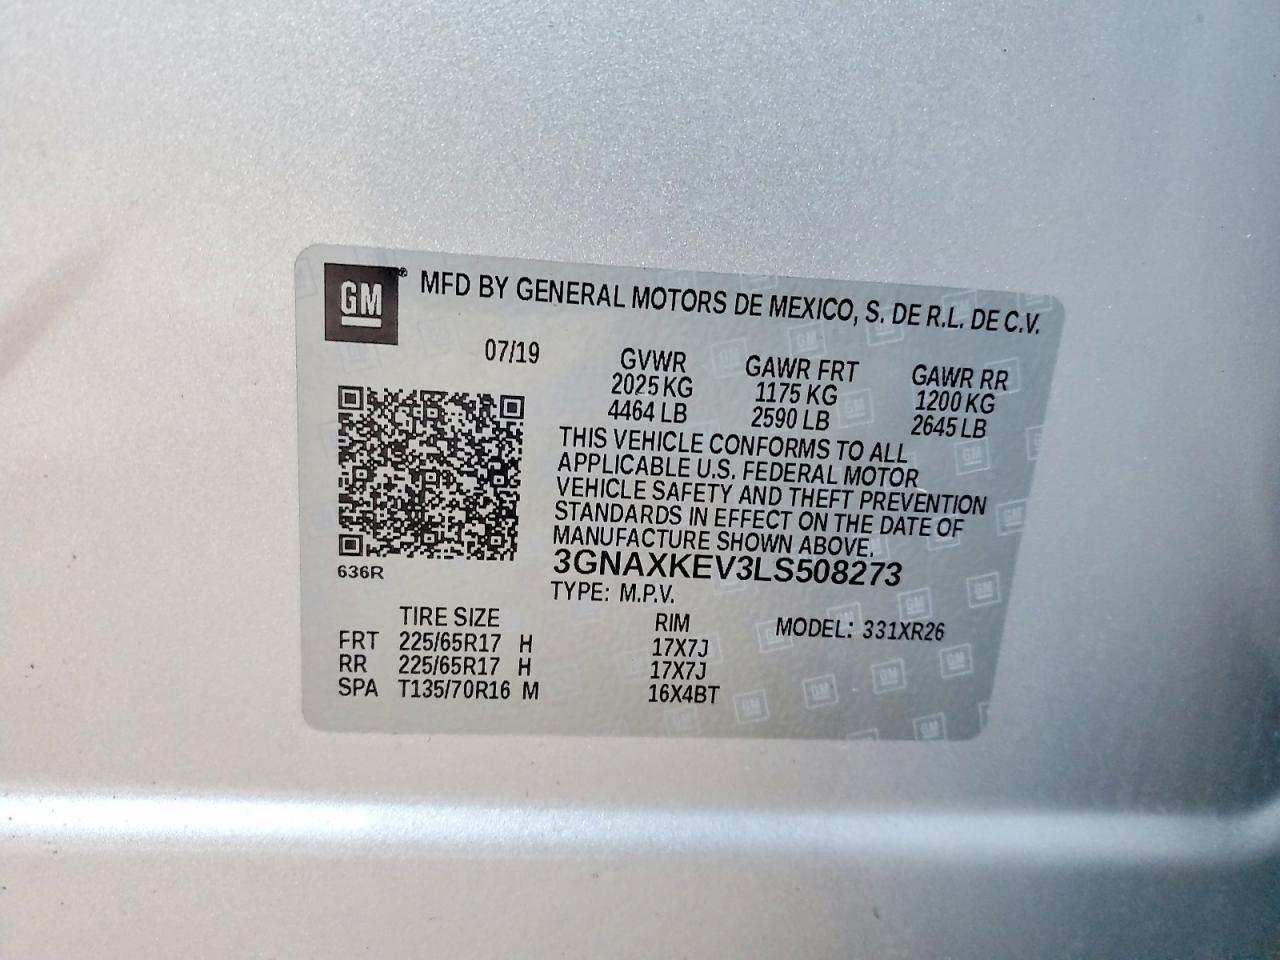 GM® MFD BY GENERAL MOTORS DE MEXICO, S. DE R.L. DE C.V.
07/19 GVWR GAWR FRT GAWR RR
2025 KG 1175 KG 1200 KG
4464 LB 2590 LB 2645 LB
THIS VEHICLE CONFORMS TO ALL
APPLICABLE U.S. FEDERAL MOTOR
VEHICLE SAFETY AND THEFT PREVENTION
STANDARDS IN EFFECT ON THE DATE OF
MANUFACTURE SHOWN ABOVE.
3GNAXKEV3LS508273
636R
TYPE: M.P.V.
TIRE SIZE RIM MODEL: 331XR26
FRT 225/65R17 H 17X7J
RR 225/65R17 H 17X7J
SPA T135/70R16 M 16X4BT